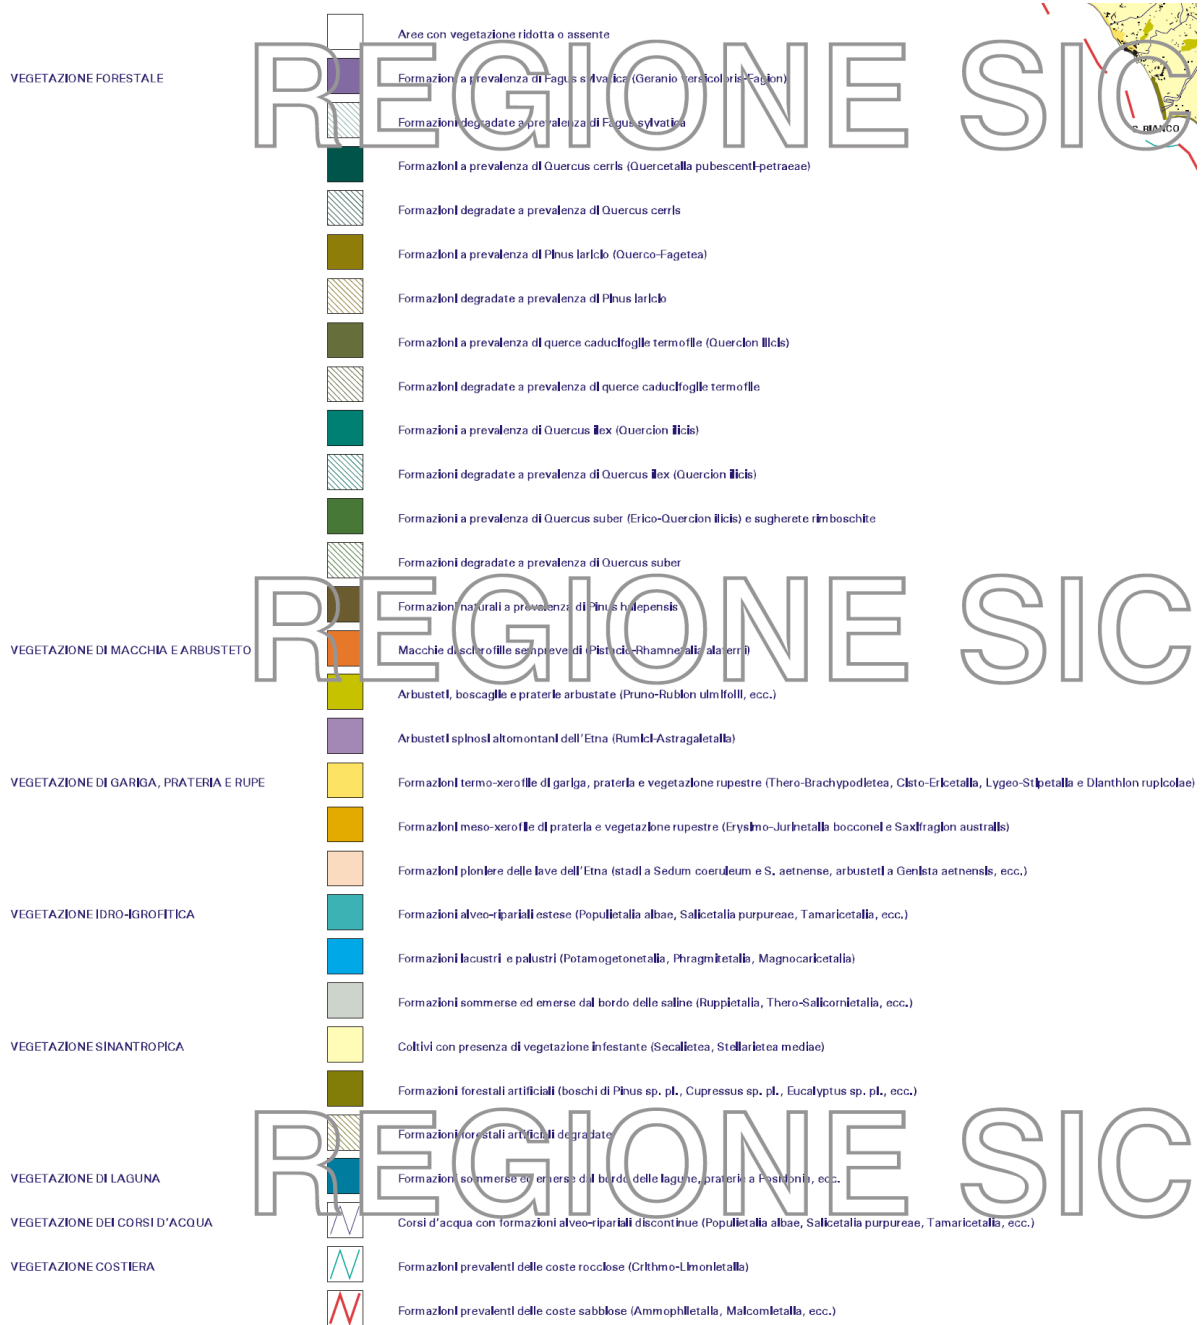 Aree con vegetazione ridotta o assente
VEGETAZIONE FORESTALE
Formazioni a prevalenza di Fagus sylvatica (Geranio versicoloris-Fagion)
Formazioni degradate a prevalenza di Fagus sylvatica
REGIONE SIC
S. BIANCO
Formazioni a prevalenza di Quercus cerris (Quercetalia pubescenti-petraeae)
Formazioni degradate a prevalenza di Quercus cerris
Formazioni a prevalenza di Pinus laricio (Querco-Fagetea)
Formazioni degradate a prevalenza di Pinus laricio
Formazioni a prevalenza di querce caducifoglie termofile (Quercion ilicis)
Formazioni degradate a prevalenza di querce caducifoglie termofile
Formazioni a prevalenza di Quercus ilex (Quercion ilicis)
Formazioni degradate a prevalenza di Quercus ilex (Quercion ilicis)
Formazioni a prevalenza di Quercus suber (Erico-Quercion ilicis) e sugherete rimboschite
Formazioni degradate a prevalenza di Quercus suber
Formazioni naturali a prevalenza di Pinus halepensis
REGIONE SIC
VEGETAZIONE DI MACCHIA E ARBUSTETO
Macchie di sclerofille sempreverdi (Pistacio-Rhamnetalia alaterni)
Arbusteti, boscaglie e praterie arbustate (Pruno-Rubion ulmifolii, ecc.)
Arbusteti spinosi altomontani dell'Etna (Rumici-Astragaletalia)
VEGETAZIONE DI GARIGA, PRATERIA E RUPE
Formazioni termo-xerofile di gariga, prateria e vegetazione rupestre (Thero-Brachypodietea, Cisto-Ericetalia, Lygeo-Stipetalia e Dianthion rupicolae)
Formazioni meso-xerofile di prateria e vegetazione rupestre (Erysimo-Jurinetalia bocconei e Saxifragion australis)
Formazioni pioniere delle lave dell'Etna (stadi a Sedum coeruleum e S. aetnense, arbusteti a Genista aetnensis, ecc.)
VEGETAZIONE IDRO-IGROFITICA
Formazioni alveo-ripariali estese (Populietalia albae, Salicetalia purpureae, Tamaricetalia, ecc.)
Formazioni lacustri e palustri (Potamogetonetalia, Phragmitetalia, Magnocaricetalia)
Formazioni sommerse ed emerse dal bordo delle saline (Ruppietalia, Thero-Salicornietalia, ecc.)
VEGETAZIONE SINANTROPICA
Coltivi con presenza di vegetazione infestante (Secalietea, Stellarietea mediae)
Formazioni forestali artificiali (boschi di Pinus sp. pl., Cupressus sp. pl., Eucalyptus sp. pl., ecc.)
Formazioni forestali artificiali degradate
REGIONE SIC
VEGETAZIONE DI LAGUNA
Formazioni sommerse ed emerse dal bordo delle lagune, praterie a Posidonia, ecc.
VEGETAZIONE DEI CORSI D'ACQUA
Corsi d'acqua con formazioni alveo-ripariali discontinue (Populietalia albae, Salicetalia purpureae, Tamaricetalia, ecc.)
VEGETAZIONE COSTIERA
Formazioni prevalenti delle coste rocciose (Crithmo-Limonietalia)
Formazioni prevalenti delle coste sabbiose (Ammophiletalia, Malcomietalia, ecc.)